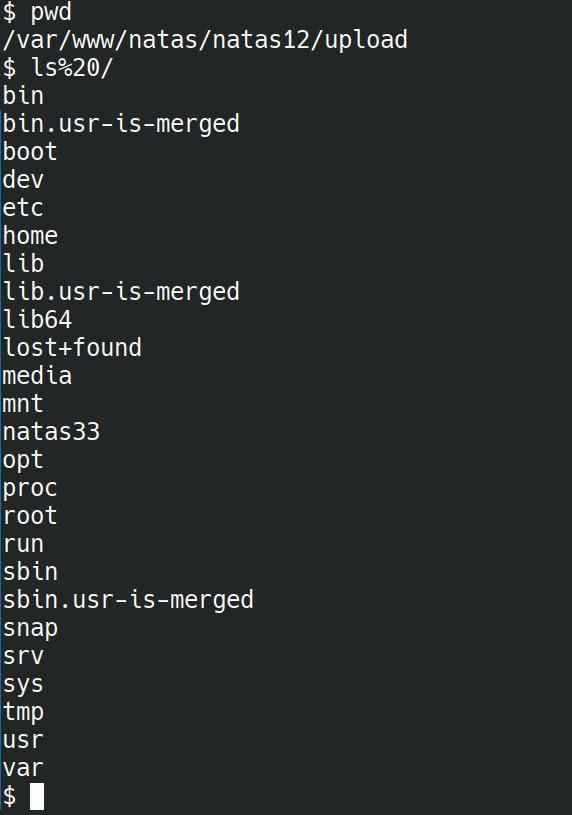 $ pwd
/var/www/natas/natas12/upload
$ ls%20/
bin
bin.usr-is-merged
boot
dev
etc
home
lib
lib.usr-is-merged
lib64
lost+found
media
mnt
natas33
opt
proc
root
run
sbin
sbin.usr-is-merged
snap
srv
sys
tmp
usr
var
$